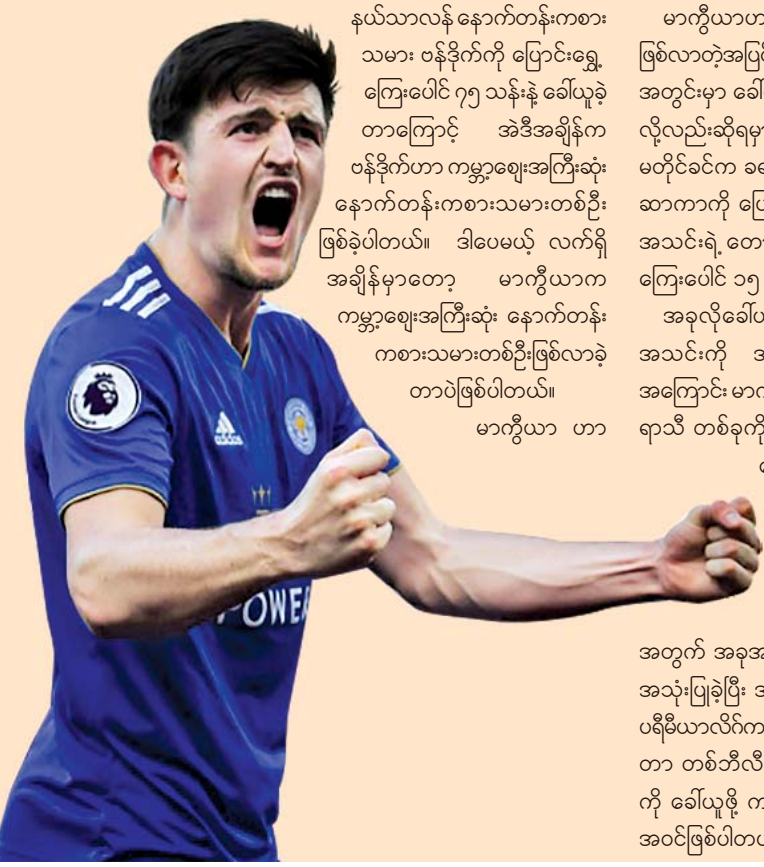 နယ်သာလန် နောက်တန်းကစား
သမား ဗန်ဒိုက်ကို ပြောင်းရွှေ့
ကြေးပေါင် ၇၅ သန်းနဲ့ ခေါ်ယူခဲ့
တာကြောင့် အဲဒီအချိန်က
ဗန်ဒိုက်ဟာ ကမ္ဘာ့ဈေးအကြီးဆုံး
နောက်တန်းကစားသမားတစ်ဦး
ဖြစ်ခဲ့ပါတယ်။ ဒါပေမယ့် လက်ရှိ
အချိန်မှာတော့ မာကွီယာက
ကမ္ဘာ့ဈေးအကြီးဆုံး နောက်တန်း
ကစားသမားတစ်ဦးဖြစ်လာခဲ့
တာပဲဖြစ်ပါတယ်။
မာကွီယာ ဟာ
မာကွီယာဟာ
ဖြစ်လာတဲ့အပြင်
အတွင်းမှာ ခေါ်
လို့လည်းဆိုရမှာ
မတိုင်ခင်က ခရ
ဆာကာကို ပြေ
အသင်းရဲ့ တော
ကြေးပေါင် ၁၅
အခုလိုခေါ်ယ
အသင်းကို အ
အကြောင်း မာက
ရာသီ တစ်ခုကို
အတွက် အခုအ
အသုံးပြုခဲ့ပြီး အ
ပရီမီယာလိဂ်က
တာ တစ်ဘီလီ
ကို ခေါ်ယူဖို့ က
အဝင်ဖြစ်ပါတယ
adidas
POWER